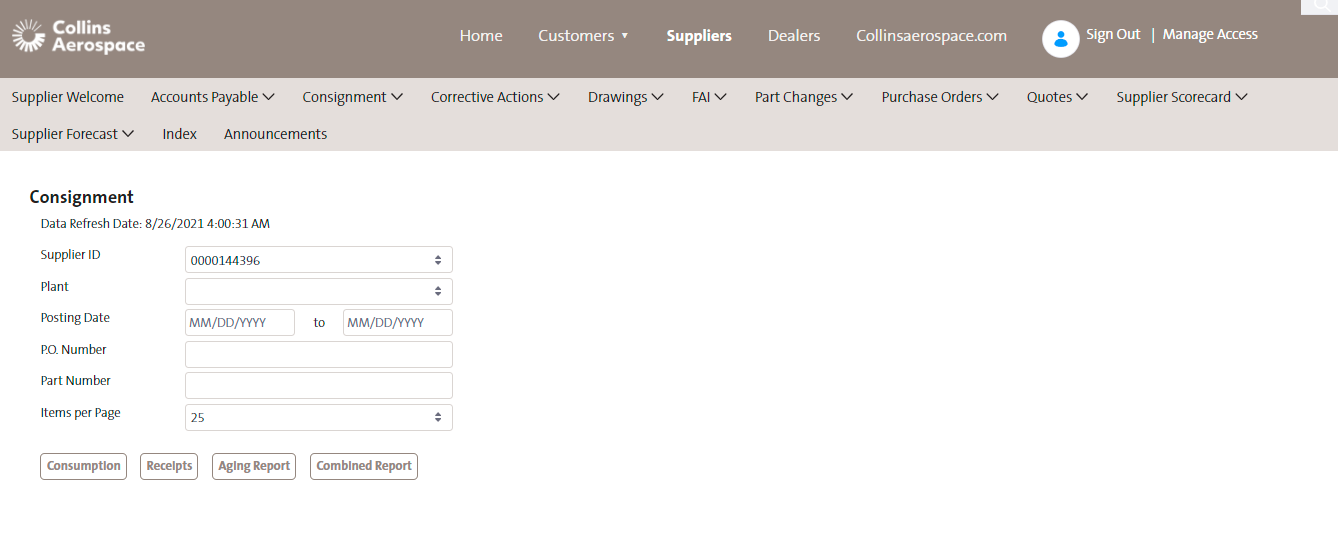 Collins
Aerospace
Home Customers ▼ Suppliers Dealers Collinsaerospace.com Sign Out | Manage Access
Supplier Welcome Accounts Payable Consignment Corrective Actions Drawings FAI Part Changes Purchase Orders Quotes Supplier Scorecard
Supplier Forecast Index Announcements
Consignment
Data Refresh Date: 8/26/2021 4:00:31 AM
Supplier ID 0000144396
Plant
Posting Date MM/DD/YYYY to MM/DD/YYYY
P.O. Number
Part Number
Items per Page 25
Consumption Receipts Aging Report Combined Report